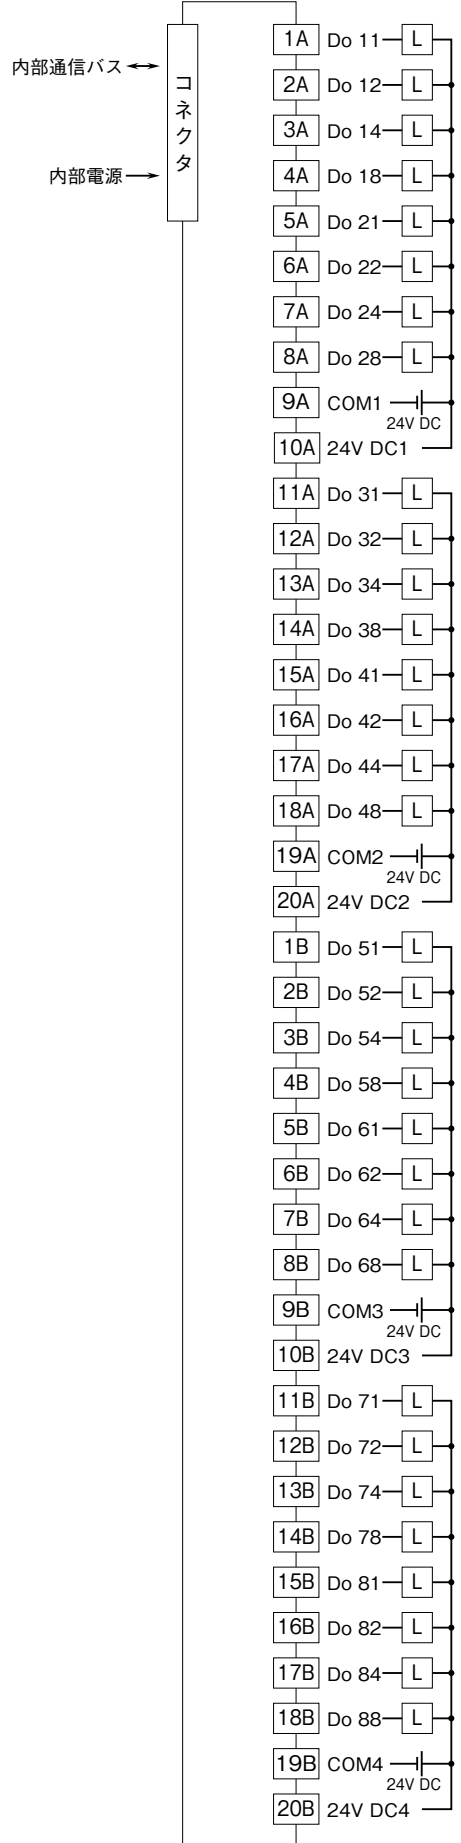 1A Do 11 L
内部通信バス
コネクタ
2A Do 12 L
3A Do 14 L
内部電源
4A Do 18 L
5A Do 21 L
6A Do 22 L
7A Do 24 L
8A Do 28 L
9A COM1
24V DC
10A 24V DC1
11A Do 31 L
12A Do 32 L
13A Do 34 L
14A Do 38 L
15A Do 41 L
16A Do 42 L
17A Do 44 L
18A Do 48 L
19A COM2
24V DC
20A 24V DC2
1B Do 51 L
2B Do 52 L
3B Do 54 L
4B Do 58 L
5B Do 61 L
6B Do 62 L
7B Do 64 L
8B Do 68 L
9B COM3
24V DC
10B 24V DC3
11B Do 71 L
12B Do 72 L
13B Do 74 L
14B Do 78 L
15B Do 81 L
16B Do 82 L
17B Do 84 L
18B Do 88 L
19B COM4
24V DC
20B 24V DC4